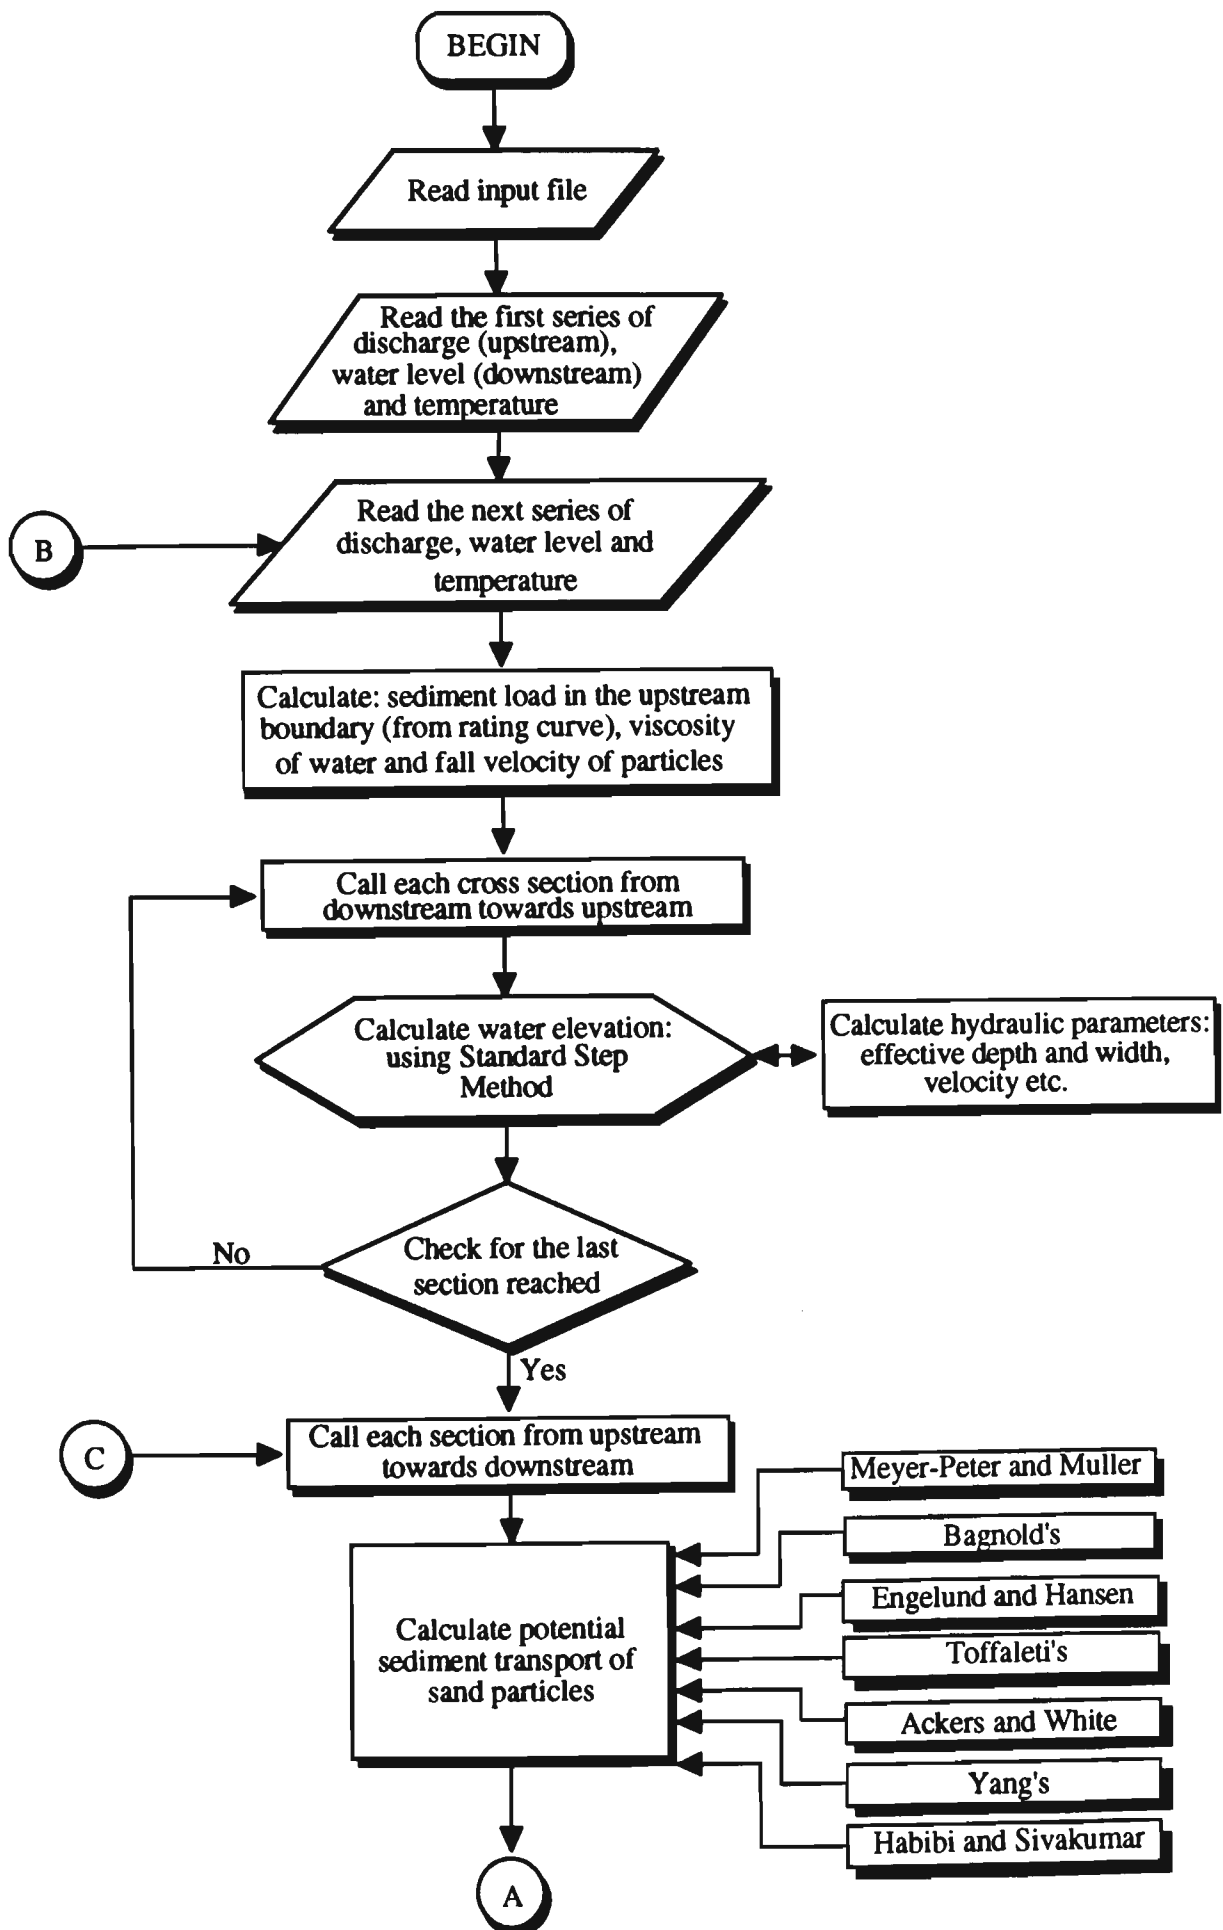 BEGIN
Read input file
Read the first series of
discharge (upstream),
water level (downstream)
and temperature
Read the next series of
discharge, water level and
temperature
B
Calculate: sediment load in the upstream
boundary (from rating curve), viscosity
of water and fall velocity of particles
Call each cross section from
downstream towards upstream
Calculate water elevation:
using Standard Step
Method
Calculate hydraulic parameters:
effective depth and width,
velocity etc.
Check for the last
section reached
No
Yes
C
Call each section from upstream
towards downstream
Calculate potential
sediment transport of
sand particles
Meyer-Peter and Muller
Bagnold's
Engelund and Hansen
Toffaleti's
Ackers and White
Yang's
Habibi and Sivakumar
A